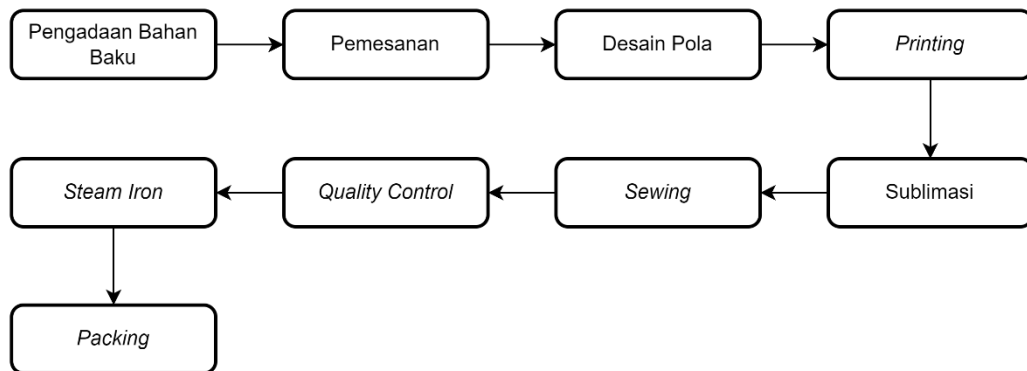 Pengadaan Bahan
Baku
Pemesanan
Desain Pola
Printing
Sublimasi
Sewing
Quality Control
Steam Iron
Packing